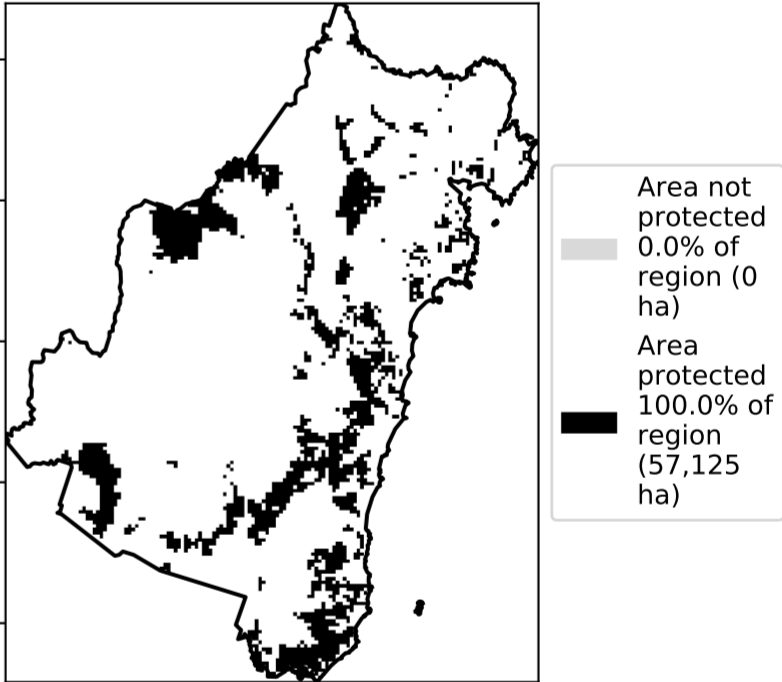 Area not
protected
0.0% of
region (0
ha)
Area
protected
100.0% of
region
(57,125
ha)